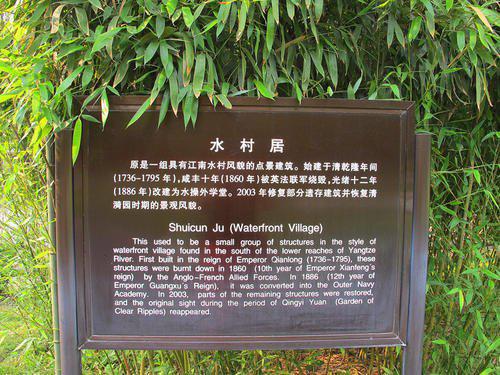 水村居
原是一组具有江南水村风貌的点景建筑。始建于清乾隆年间
(1736-1795年),咸丰十年(1860年)被英法联军烧毁,光绪十二年
(1886年)改建为水操外学堂。2003年修复部分遗存建筑并恢复清
漪园时期的景观风貌。
Shuicun Ju (Waterfront Village)
This used to be a small group of structures in the style of
waterfront village found in the south of the lower reaches of Yangtze
River. First built in the reign of Emperor Qianlong (1736-1795), these
structures were burnt down in 1860 (10th year of Emperor Xianfeng's
reign) by the Anglo-French Allied Forces. In 1886 (12th year of
Emperor Guangxu's Reign), it was converted into the Outer Navy
Academy. In 2003, parts of the remaining structures were restored,
and the original sight during the period of Qingyi Yuan (Garden of
Clear Ripples) reappeared.